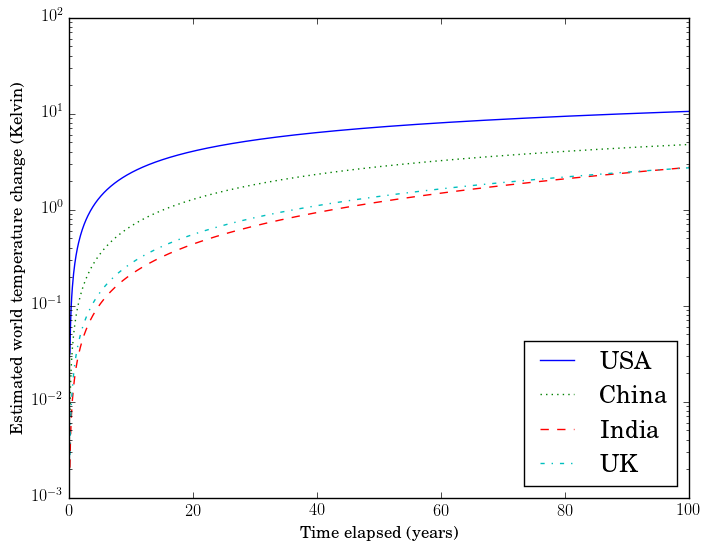 10²
10¹
10⁰
10⁻¹
10⁻²
10⁻³
Estimated world temperature change (Kelvin)
USA
China
India
UK
0 20 40 60 80 100
Time elapsed (years)